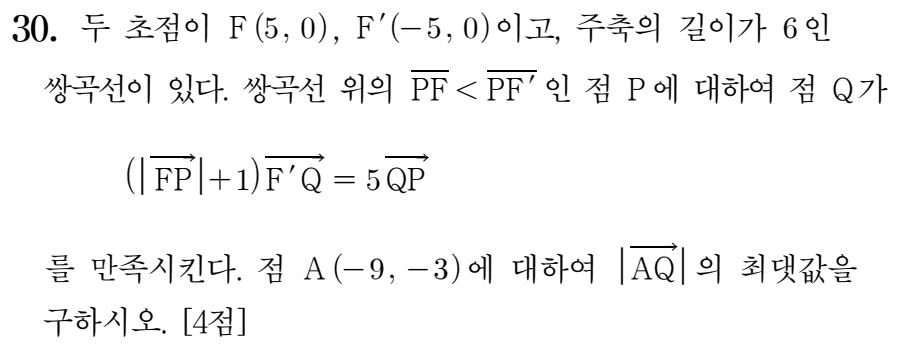 30. 두 초점이 F(5, 0), F′(−5, 0)이고, 주축의 길이가 6인
쌍곡선이 있다. 쌍곡선 위의 PF < PF′인 점 P에 대하여 점 Q가
(|FP|+1)F′Q = 5QP
를 만족시킨다. 점 A(−9, −3)에 대하여 |AQ|의 최댓값을
구하시오. [4점]